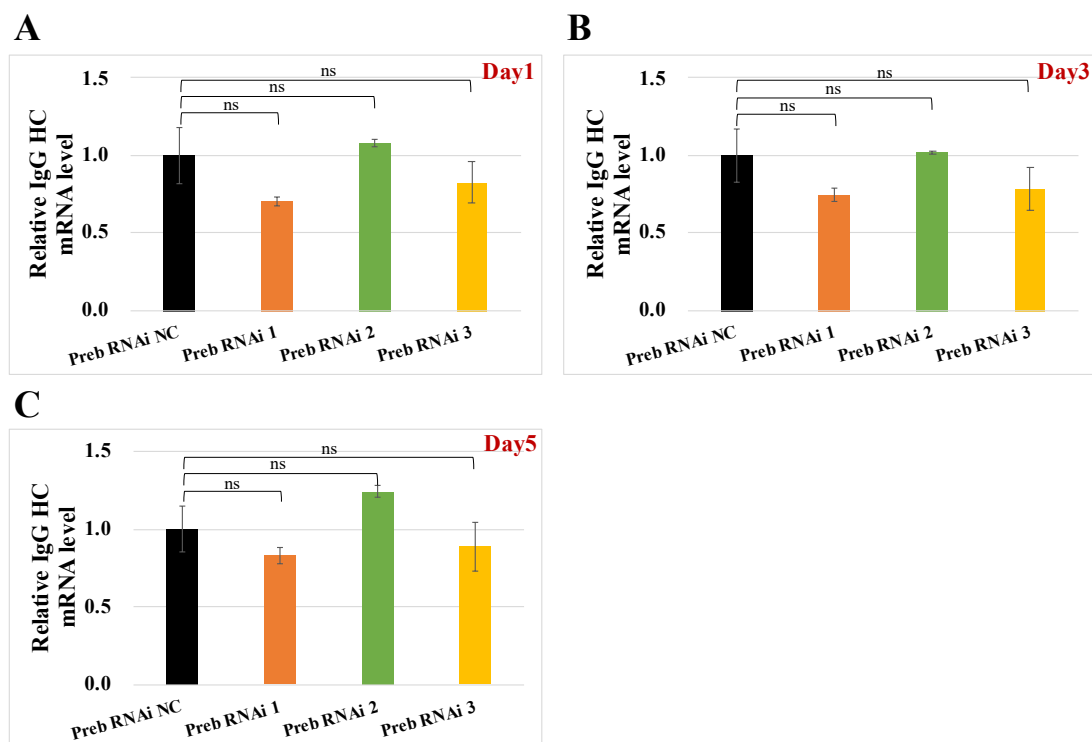 A
Day1
ns
ns
ns
1.5
1.0
0.5
0.0
Relative IgG HC
mRNA level
Preb RNAi NC
Preb RNAi 1
Preb RNAi 2
Preb RNAi 3
B
Day3
ns
ns
ns
1.5
1.0
0.5
0.0
Relative IgG HC
mRNA level
Preb RNAi NC
Preb RNAi 1
Preb RNAi 2
Preb RNAi 3
C
Day5
ns
ns
ns
1.5
1.0
0.5
0.0
Relative IgG HC
mRNA level
Preb RNAi NC
Preb RNAi 1
Preb RNAi 2
Preb RNAi 3